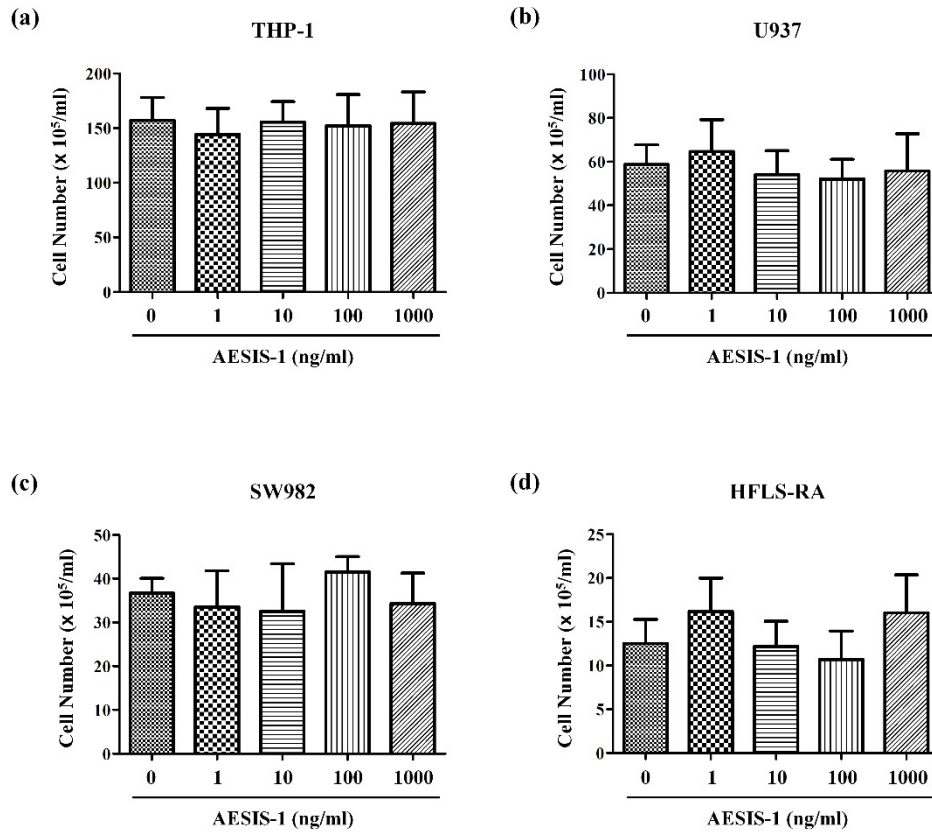 (a)
THP-1
Cell Number (x 10⁵/ml)
200
150
100
50
0
0 1 10 100 1000
AESIS-1 (ng/ml)
(b)
U937
Cell Number (x 10⁵/ml)
100
80
60
40
20
0
0 1 10 100 1000
AESIS-1 (ng/ml)
(c)
SW982
Cell Number (x 10⁵/ml)
50
40
30
20
10
0
0 1 10 100 1000
AESIS-1 (ng/ml)
(d)
HFLS-RA
Cell Number (x 10⁵/ml)
25
20
15
10
5
0
0 1 10 100 1000
AESIS-1 (ng/ml)